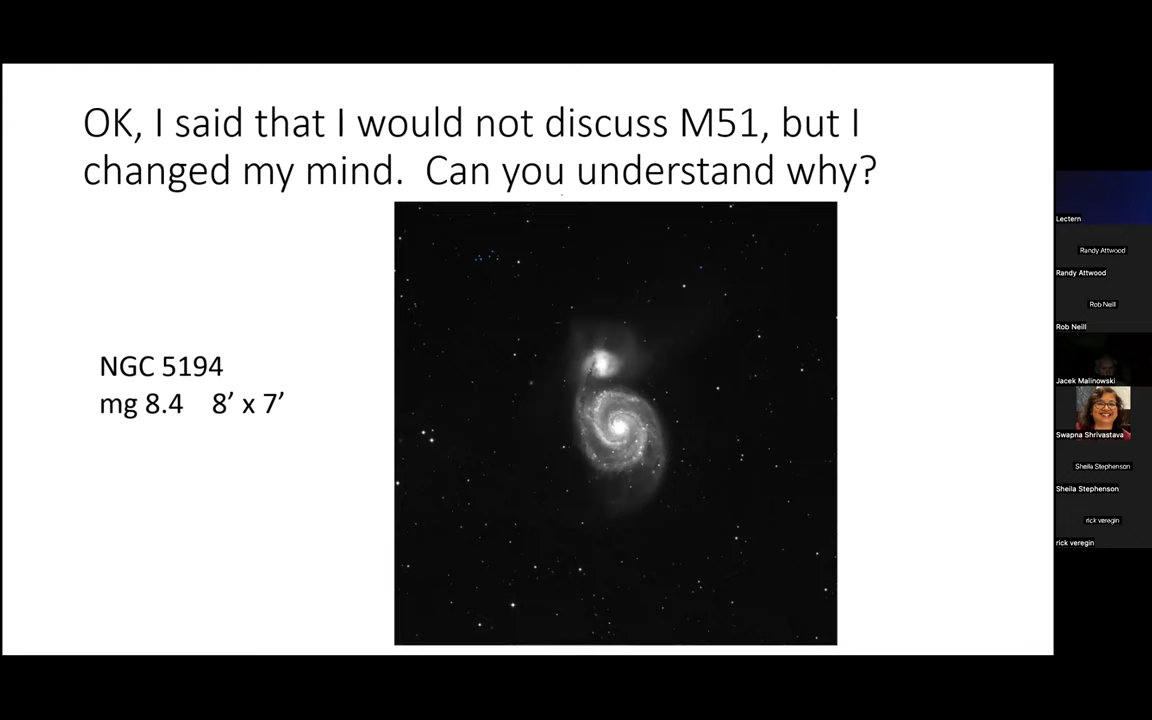 OK, I said that I would not discuss M51, but I
changed my mind.  Can you understand why?
NGC 5194
mg 8.4    8’ x 7’
Lectern
Randy Attwood
Randy Attwood
Rob Neill
Rob Neill
Jacek Malinowski
Swapna Shrivastava
Sheila Stephenson
Sheila Stephenson
rick veregin
rick veregin